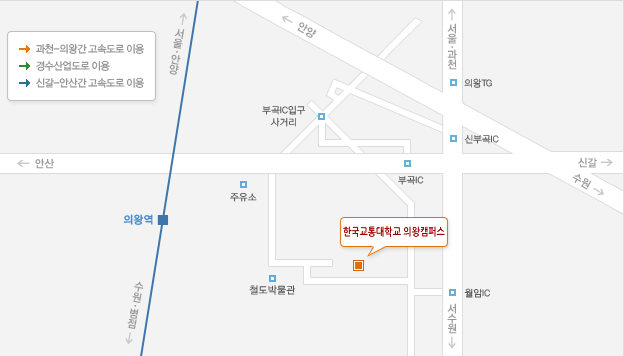 과천-의왕간 고속도로 이용
경수산업도로 이용
신갈-안산간 고속도로 이용
서울·안양
안양
서울·과천
의왕TG
부곡IC입구
사거리
신부곡IC
안산
신갈
부곡IC
수원
주유소
의왕역
한국교통대학교 의왕캠퍼스
철도박물관
월암IC
수원·병점
서수원